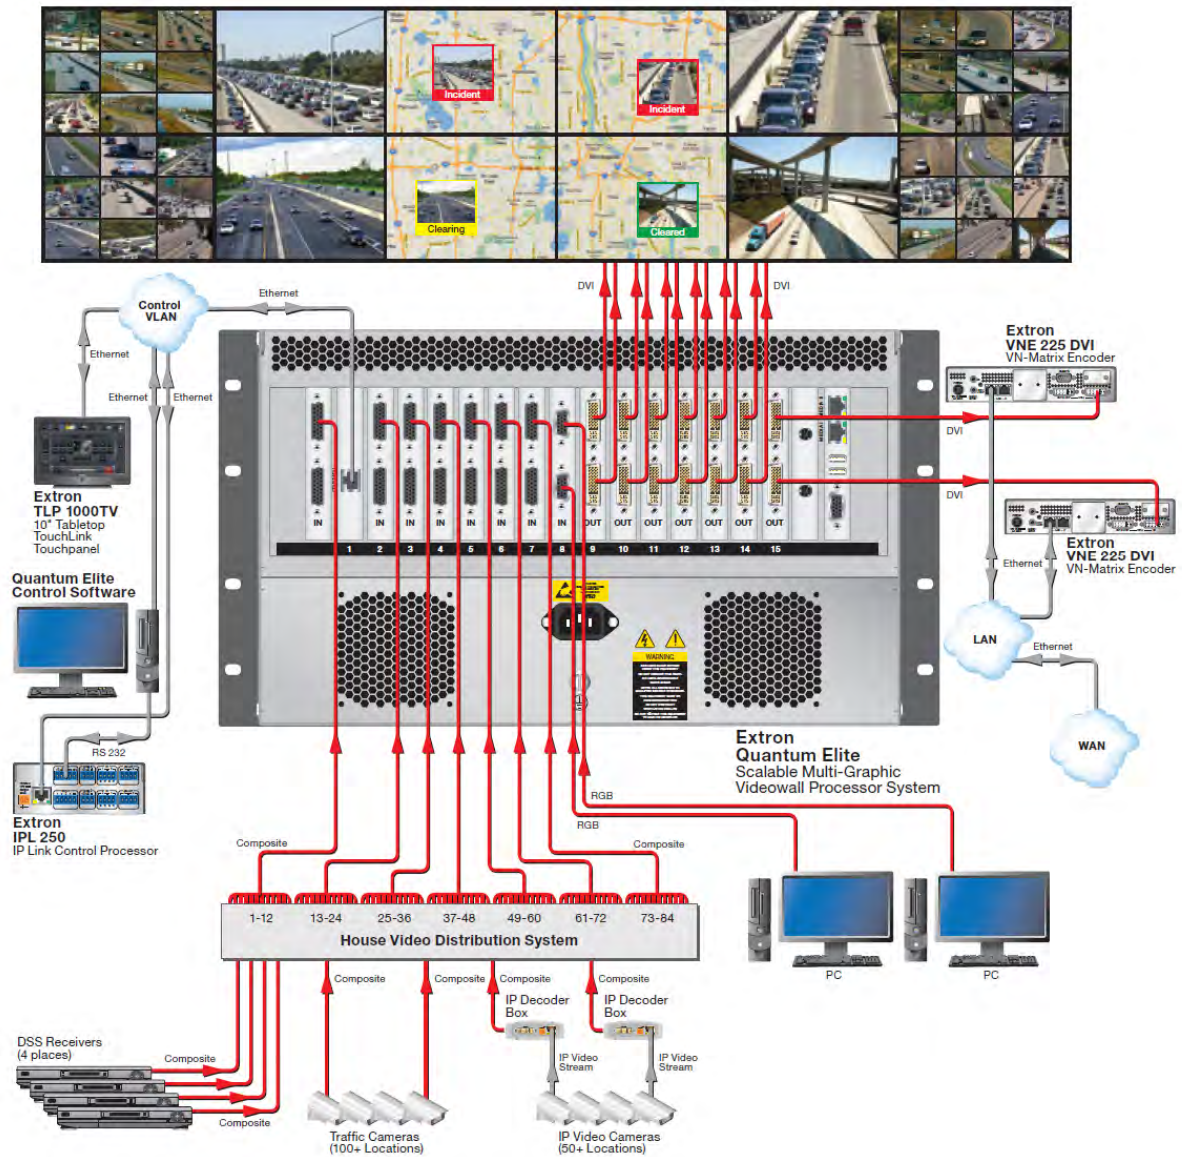 Incident
Incident
Clearing
Cleared
DVI
DVI
Control
VLAN
Ethernet
Ethernet
Ethernet
Ethernet
Extron
TLP 1000TV
10" Tabletop
TouchLink
Touchpanel
Quantum Elite
Control Software
RS 232
Extron
IPL 250
IP Link Control Processor
Extron
VNE 225 DVI
VN-Matrix Encoder
DVI
DVI
Extron
VNE 225 DVI
VN-Matrix Encoder
Ethernet
LAN
Ethernet
WAN
IN IN IN IN IN IN IN IN OUT OUT OUT OUT OUT OUT OUT
1 2 3 4 5 6 7 8 9 10 11 12 13 14 15
WARNING
Extron
Quantum Elite
Scalable Multi-Graphic
Videowall Processor System
RGB
RGB
Composite
Composite
1-12 13-24 25-36 37-48 49-60 61-72 73-84
House Video Distribution System
PC
PC
Composite
Composite
Composite
Composite
IP Decoder
Box
IP Decoder
Box
DSS Receivers
(4 places)
Composite
Composite
IP Video
Stream
IP Video
Stream
Traffic Cameras
(100+ Locations)
IP Video Cameras
(50+ Locations)